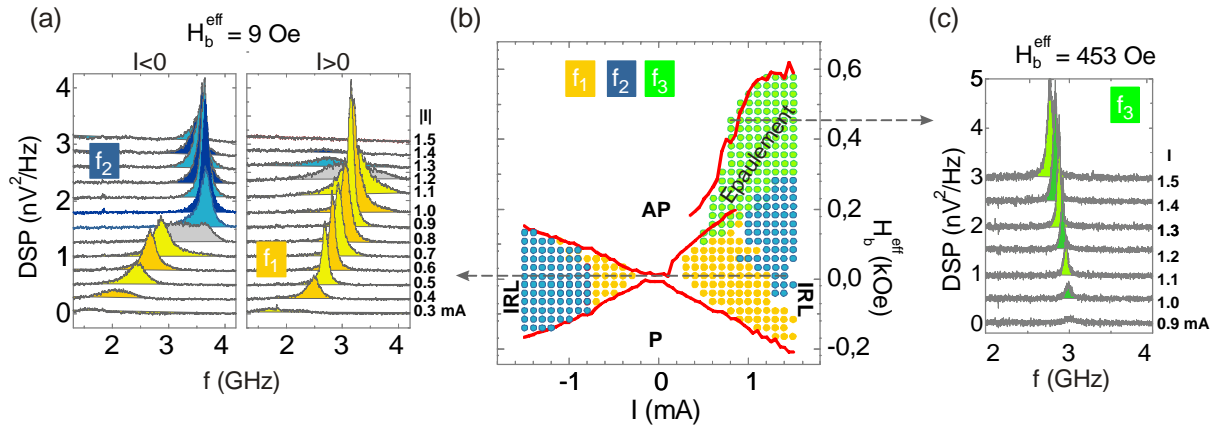 (a)
H_b^eff = 9 Oe
I<0
I>0
DSP (nV²/Hz)
4
3
2
1
0
f₂
f₁
|I|
1.5
1.4
1.3
1.2
1.1
1.0
0.9
0.8
0.7
0.6
0.5
0.4
0.3 mA
2 3 4
2 3 4
f (GHz)
(b)
f₁ f₂ f₃
Epaulement
AP
P
IRL
IRL
0,6
0,4
0,2
0,0
-0,2
H_b^eff (kOe)
-1 0 1
I (mA)
(c)
H_b^eff = 453 Oe
f₃
DSP (nV²/Hz)
5
4
3
2
1
0
I
1.5
1.4
1.3
1.2
1.1
1.0
0.9 mA
2 3 4
f (GHz)